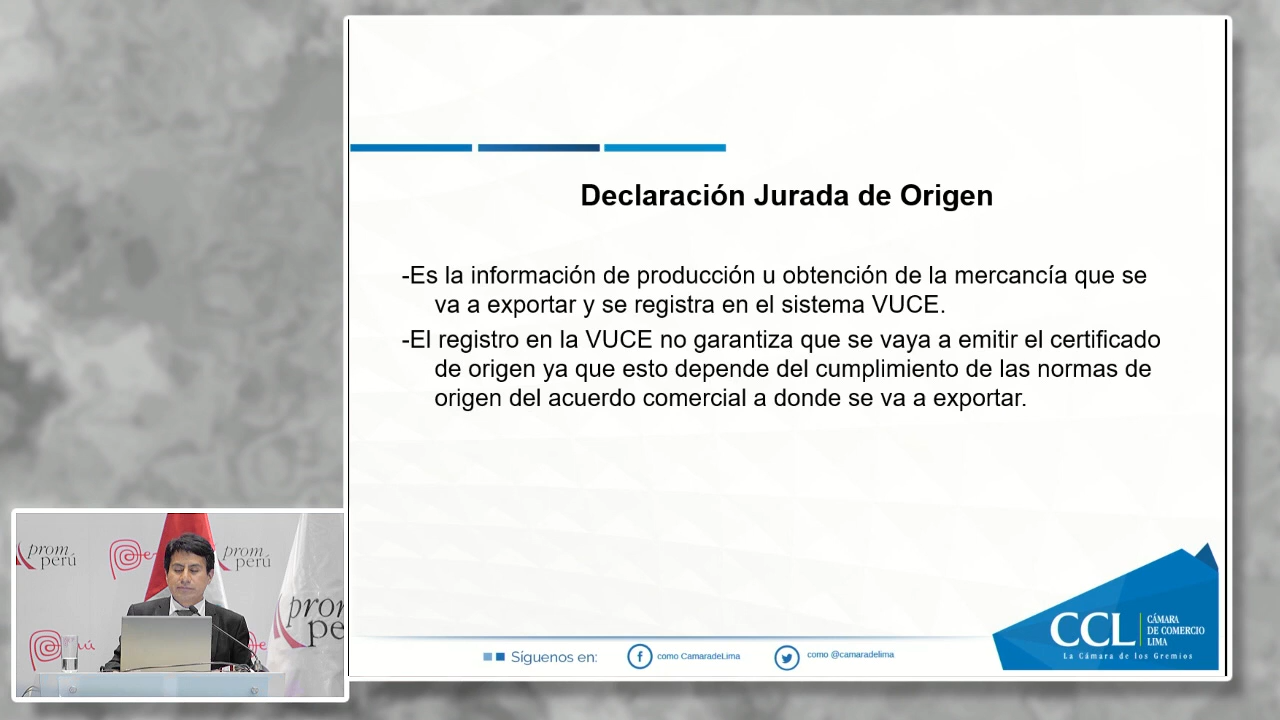 Declaración Jurada de Origen
-Es la información de producción u obtención de la mercancía que se
va a exportar y se registra en el sistema VUCE.
-El registro en la VUCE no garantiza que se vaya a emitir el certificado
de origen ya que esto depende del cumplimiento de las normas de
origen del acuerdo comercial a donde se va a exportar.
CCL
CÁMARA
DE COMERCIO
LIMA
La Cámara de los Gremios
Síguenos en:
como CamaradeLima
como @camaradelima
prom
perú
prom
perú